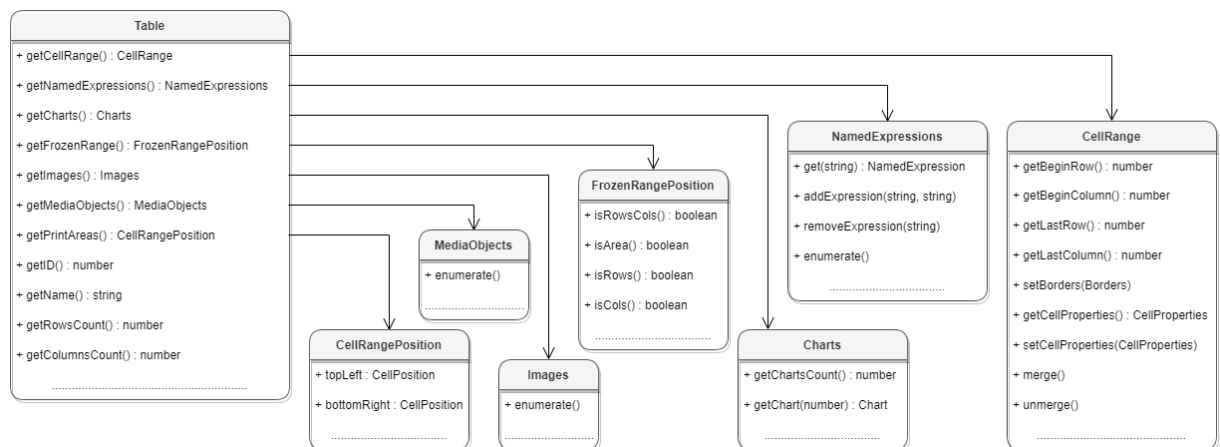 Table
+ getCellRange() : CellRange
+ getNamedExpressions() : NamedExpressions
+ getCharts() : Charts
+ getFrozenRange() : FrozenRangePosition
+ getImages() : Images
+ getMediaObjects() : MediaObjects
+ getPrintAreas() : CellRangePosition
+ getID() : number
+ getName() : string
+ getRowsCount() : number
+ getColumnsCount() : number
CellRangePosition
+ topLeft : CellPosition
+ bottomRight : CellPosition
MediaObjects
+ enumerate()
Images
+ enumerate()
FrozenRangePosition
+ isRowsCols() : boolean
+ isArea() : boolean
+ isRows() : boolean
+ isCols() : boolean
Charts
+ getChartsCount() : number
+ getChart(number) : Chart
NamedExpressions
+ get(string) : NamedExpression
+ addExpression(string, string)
+ removeExpression(string)
+ enumerate()
CellRange
+ getBeginRow() : number
+ getBeginColumn() : number
+ getLastRow() : number
+ getLastColumn() : number
+ setBorders(Borders)
+ getCellProperties() : CellProperties
+ setCellProperties(CellProperties)
+ merge()
+ unmerge()